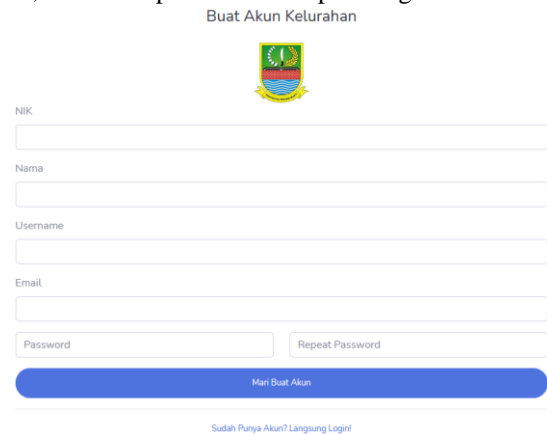 Buat Akun Kelurahan
NIK
Nama
Username
Email
Password
Repeat Password
Mari Buat Akun
Sudah Punya Akun? Langsung Login!